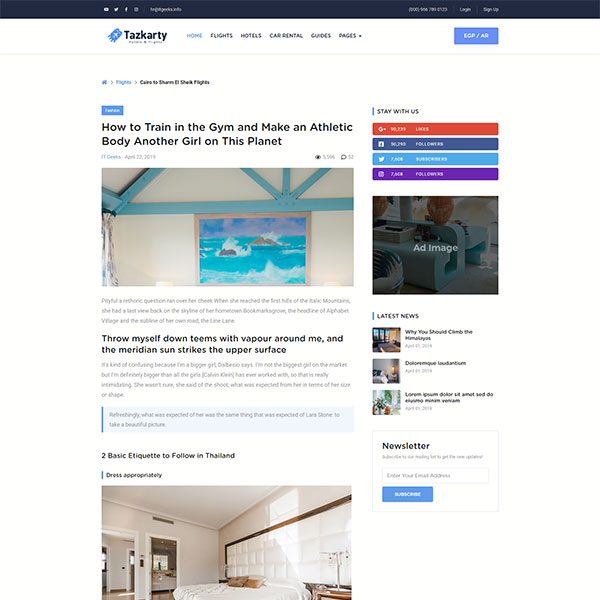 hr@itgeeks.info
(000) 966 790 0123
Login
Sign Up
Tazkarty
Hotels & Flights
HOME
FLIGHTS
HOTELS
CAR RENTAL
GUIDES
PAGES
EGP / AR
Flights
Cairo to Sharm El Sheik Flights
Fashion
How to Train in the Gym and Make an Athletic
Body Another Girl on This Planet
IT Geeks - April 22, 2019
5,566
52
Pityful a rethoric question ran over her cheek When she reached the first hills of the Italic Mountains,
she had a last view back on the skyline of her hometown Bookmarksgrove, the headline of Alphabet
Village and the subline of her own road, the Line Lane.
Throw myself down teems with vapour around me, and
the meridian sun strikes the upper surface
It's kind of confusing because I'm a bigger girl, Dalbesio says. I'm not the biggest girl on the market
but I'm definitely bigger than all the girls [Calvin Klein] has ever worked with, so that is really
intimidating. She wasn't sure, she said of the shoot, what was expected from her in terms of her size
or shape.
Refreshingly, what was expected of her was the same thing that was expected of Lara Stone: to
take a beautiful picture.
2 Basic Etiquette to Follow in Thailand
Dress appropriately
STAY WITH US
90,239 LIKES
90,293 FOLLOWERS
7,608 SUBSCRIBERS
7,608 FOLLOWERS
Ad Image
LATEST NEWS
Why You Should Climb the
Himalayas
April 03, 2019
Doloremque laudantium
April 03, 2019
Lorem ipsum dolor sit amet sed do
eiusmo minim veniam
April 03, 2019
Newsletter
Subscribe to our mailing list to get the new updates!
Enter Your Email Address
SUBSCRIBE